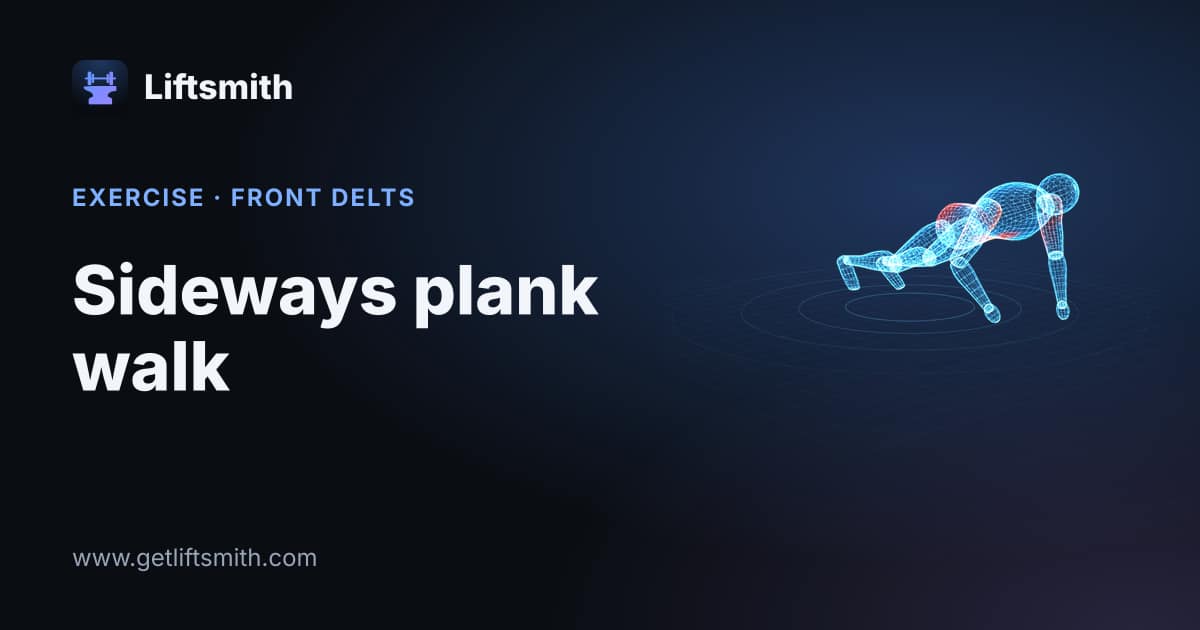 Liftsmith
EXERCISE · FRONT DELTS
Sideways plank
walk
www.getliftsmith.com